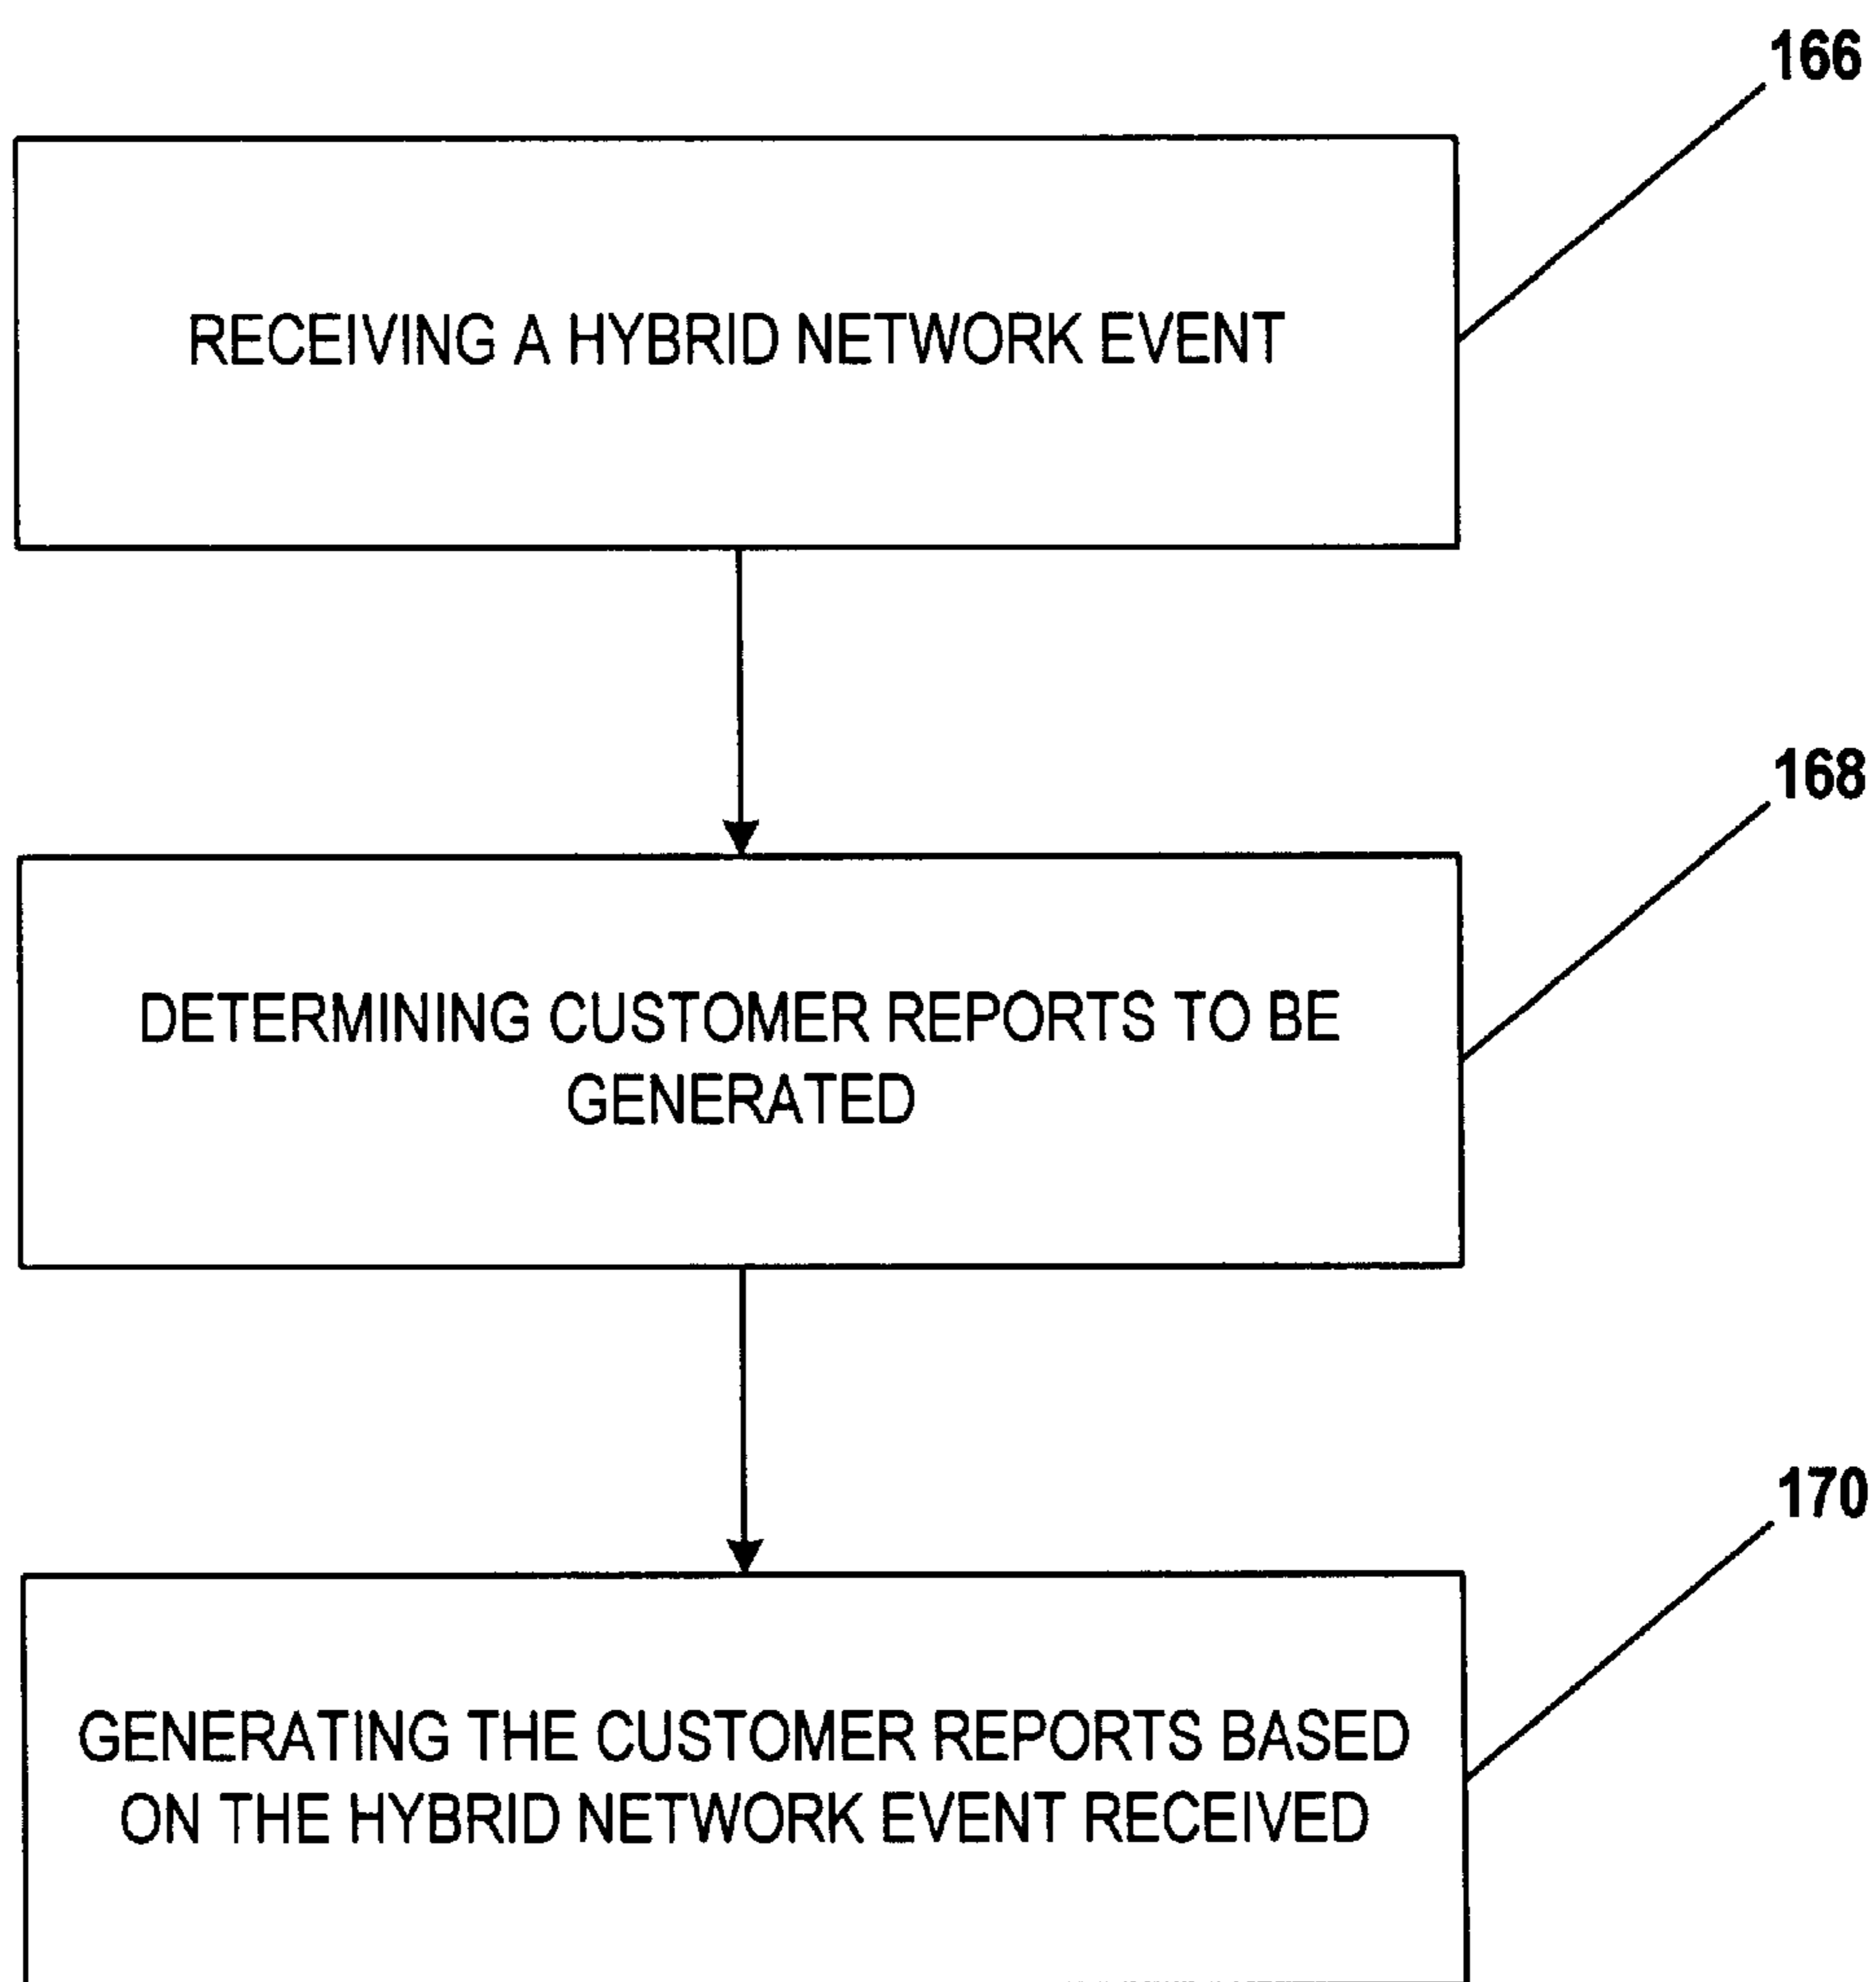 166
RECEIVING A HYBRID NETWORK EVENT
168
DETERMINING CUSTOMER REPORTS TO BE
GENERATED
170
GENERATING THE CUSTOMER REPORTS BASED
ON THE HYBRID NETWORK EVENT RECEIVED